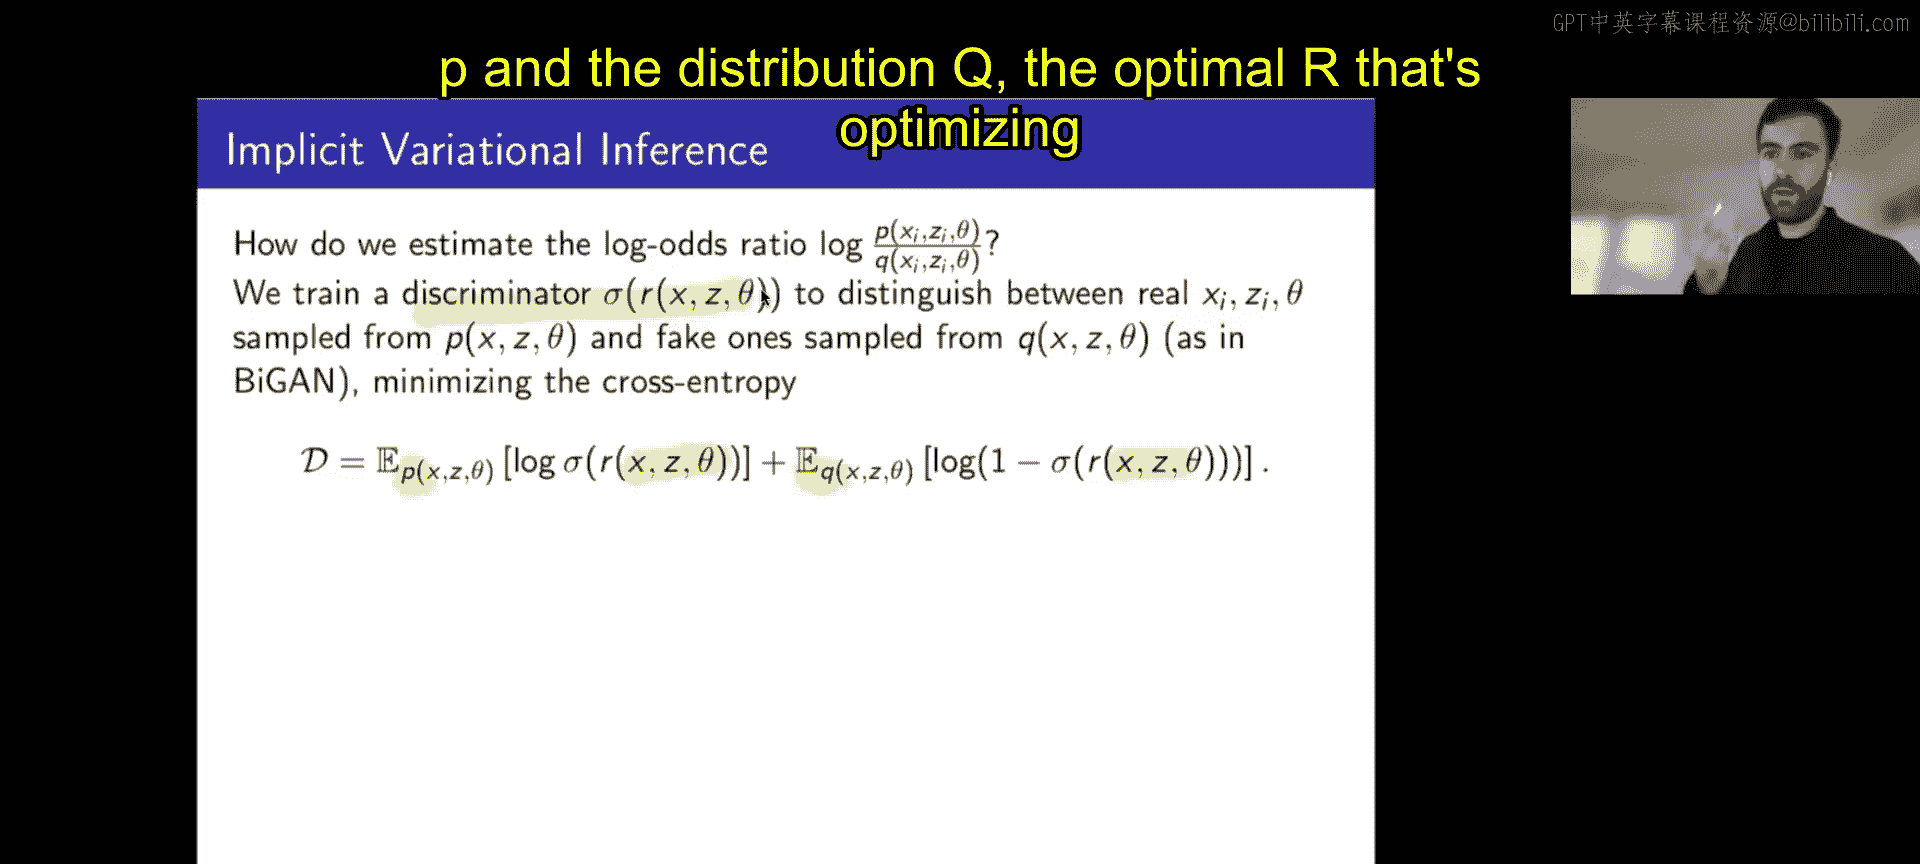 GPT中英字幕课程资源@bilibili.com
p and the distribution Q, the optimal R that's
optimizing
Implicit Variational Inference
How do we estimate the log-odds ratio log p(xᵢ,zᵢ,θ)/q(xᵢ,zᵢ,θ)?
We train a discriminator σ(r(x, z, θ)) to distinguish between real xᵢ, zᵢ, θ
sampled from p(x, z, θ) and fake ones sampled from q(x, z, θ) (as in
BiGAN), minimizing the cross-entropy
𝒟 = 𝔼_p(x,z,θ) [log σ(r(x, z, θ))] + 𝔼_q(x,z,θ) [log(1 − σ(r(x, z, θ)))] .